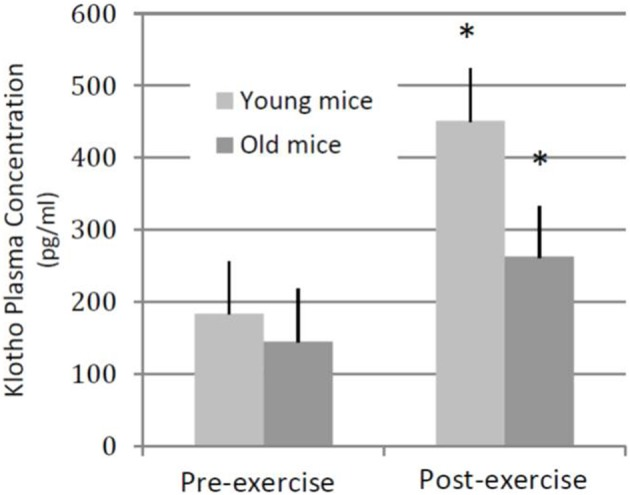 Klotho Plasma Concentration
(pg/ml)
600
500
400
300
200
100
0
Young mice
Old mice
*
*
Pre-exercise
Post-exercise